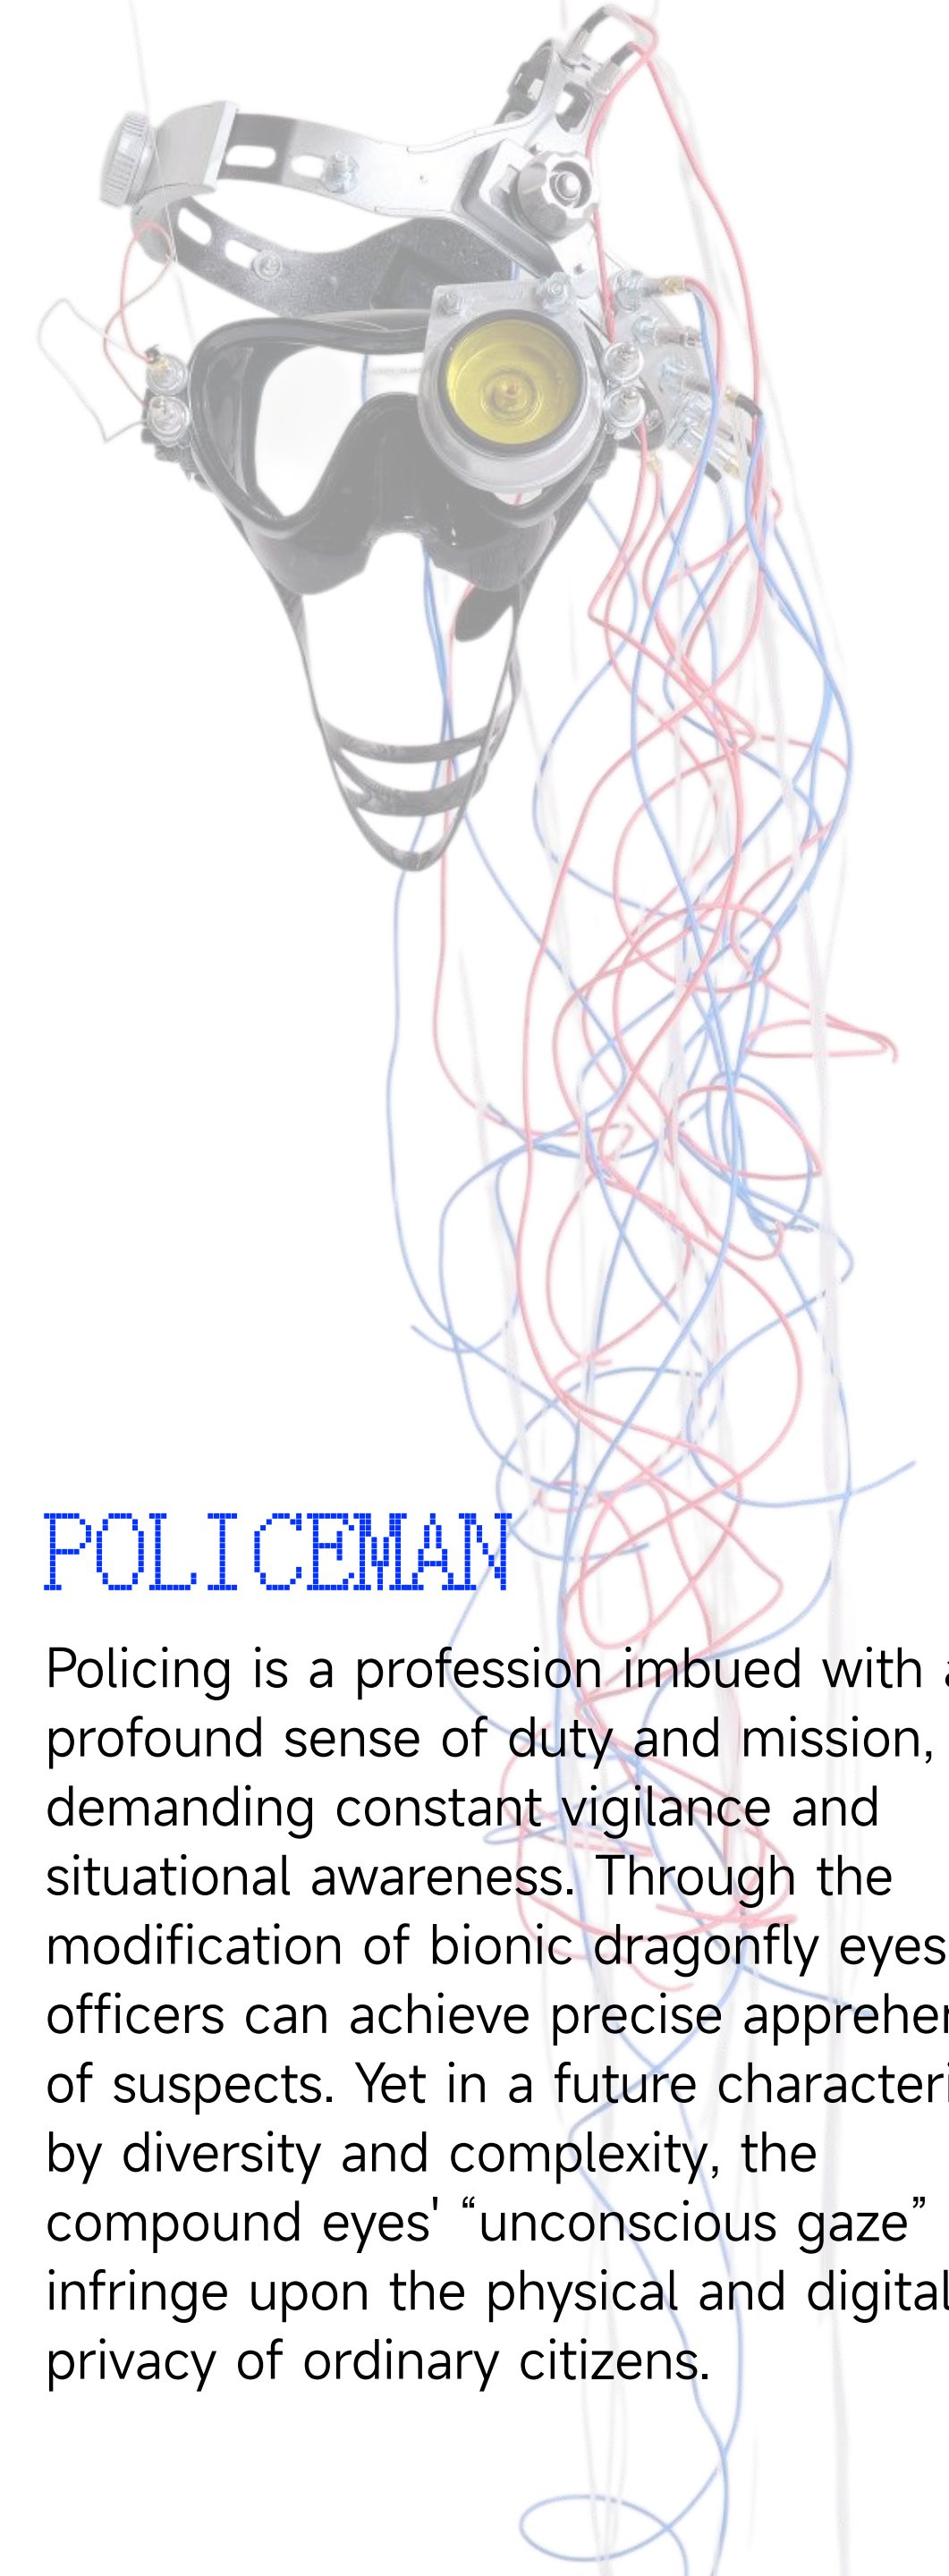 POLICEMAN
Policing is a profession imbued with
profound sense of duty and mission,
demanding constant vigilance and
situational awareness. Through the
modification of bionic dragonfly eyes
officers can achieve precise
of suspects. Yet in a future
by diversity and complexity, the
compound eyes' “unconscious gaze”
infringe upon the physical and digital
privacy of ordinary citizens.